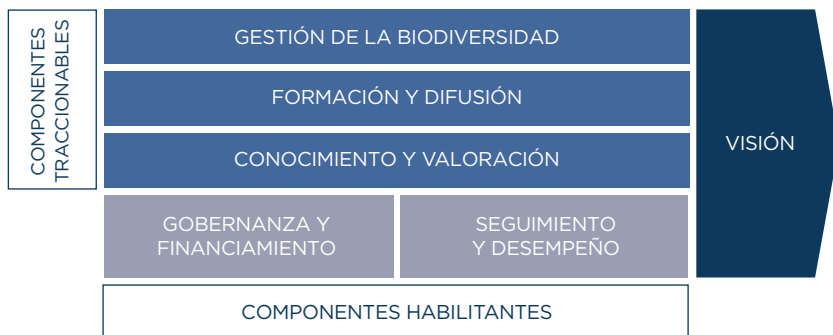 COMPONENTES
TRACCIONABLES
GESTIÓN DE LA BIODIVERSIDAD
FORMACIÓN Y DIFUSIÓN
CONOCIMIENTO Y VALORACIÓN
GOBERNANZA Y
FINANCIAMIENTO
SEGUIMIENTO
Y DESEMPEÑO
COMPONENTES HABILITANTES
VISIÓN